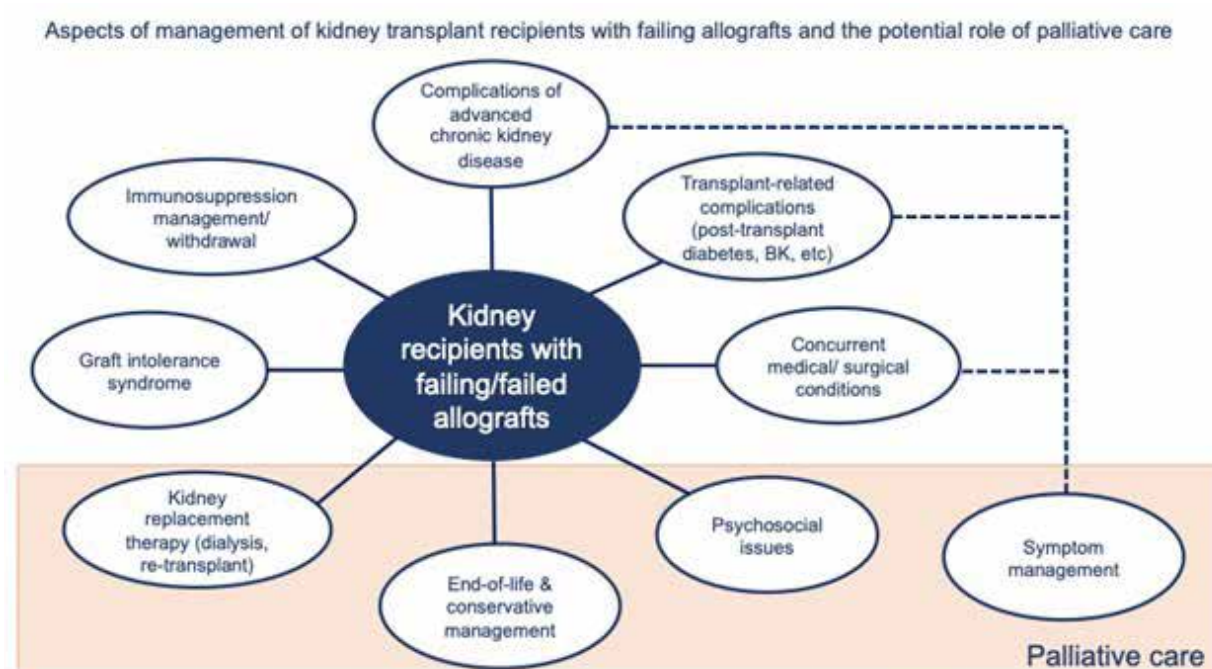 Aspects of management of kidney transplant recipients with failing allografts and the potential role of palliative care
Complications of
advanced
chronic kidney
disease
Immunosuppression
management/
withdrawal
Transplant-related
complications
(post-transplant
diabetes, BK, etc)
Kidney
recipients with
failing/failed
allografts
Graft intolerance
syndrome
Concurrent
medical/ surgical
conditions
Kidney
replacement
therapy (dialysis,
re-transplant)
End-of-life &
conservative
management
Psychosocial
issues
Symptom
management
Palliative care